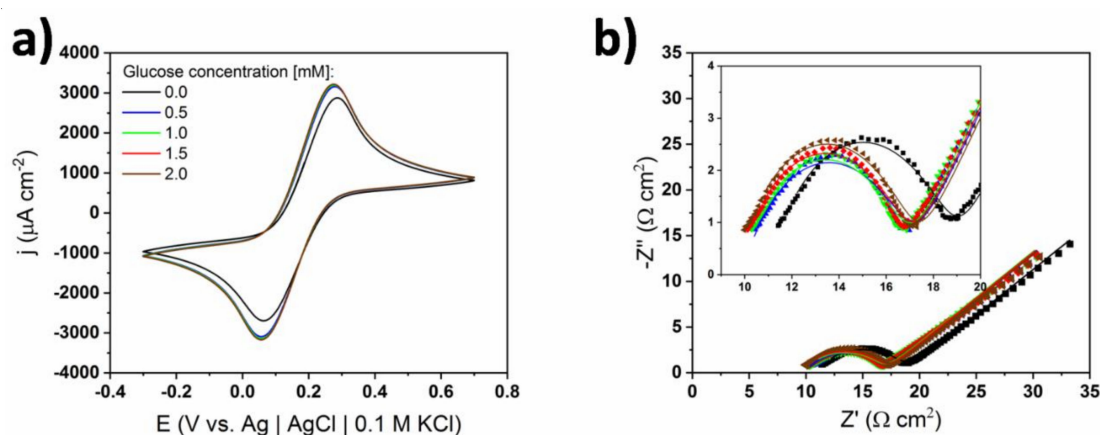 a)
4000
3000
2000
1000
0
-1000
-2000
-3000
-4000
j (µA cm⁻²)
Glucose concentration [mM]:
0.0
0.5
1.0
1.5
2.0
-0.4 -0.2 0.0 0.2 0.4 0.6 0.8
E (V vs. Ag | AgCl | 0.1 M KCl)
b)
35
30
25
20
15
10
5
0
-Z'' (Ω cm²)
4
3
2
1
0
10 12 14 16 18 20
0 5 10 15 20 25 30 35
Z' (Ω cm²)